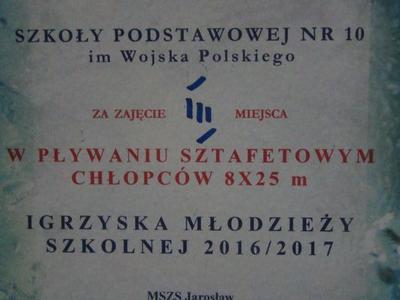 SZKOŁY PODSTAWOWEJ NR 10
im Wojska Polskiego
ZA ZAJĘCIE III MIEJSCA
W PŁYWANIU SZTAFETOWYM
CHŁOPCÓW 8X25 m
IGRZYSKA MŁODZIEŻY
SZKOLNEJ 2016/2017
MSZS Jarosław